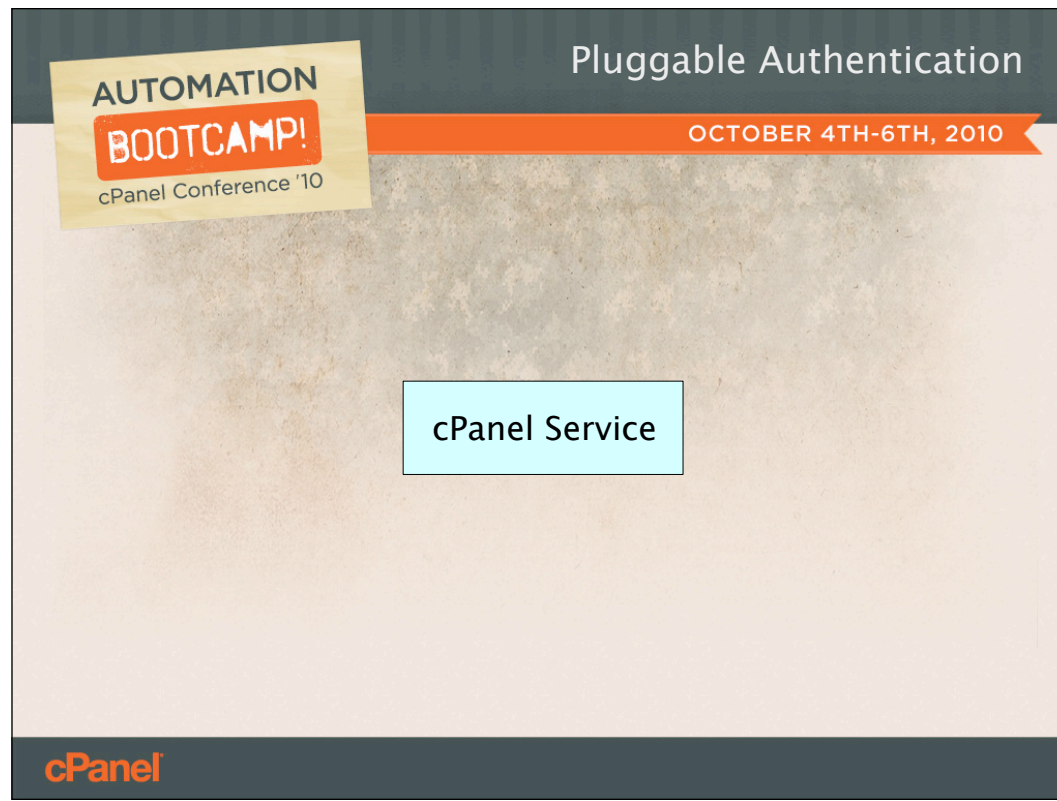 Pluggable Authentication
AUTOMATION
BOOTCAMP!
cPanel Conference '10
OCTOBER 4TH-6TH, 2010
cPanel Service
cPanel